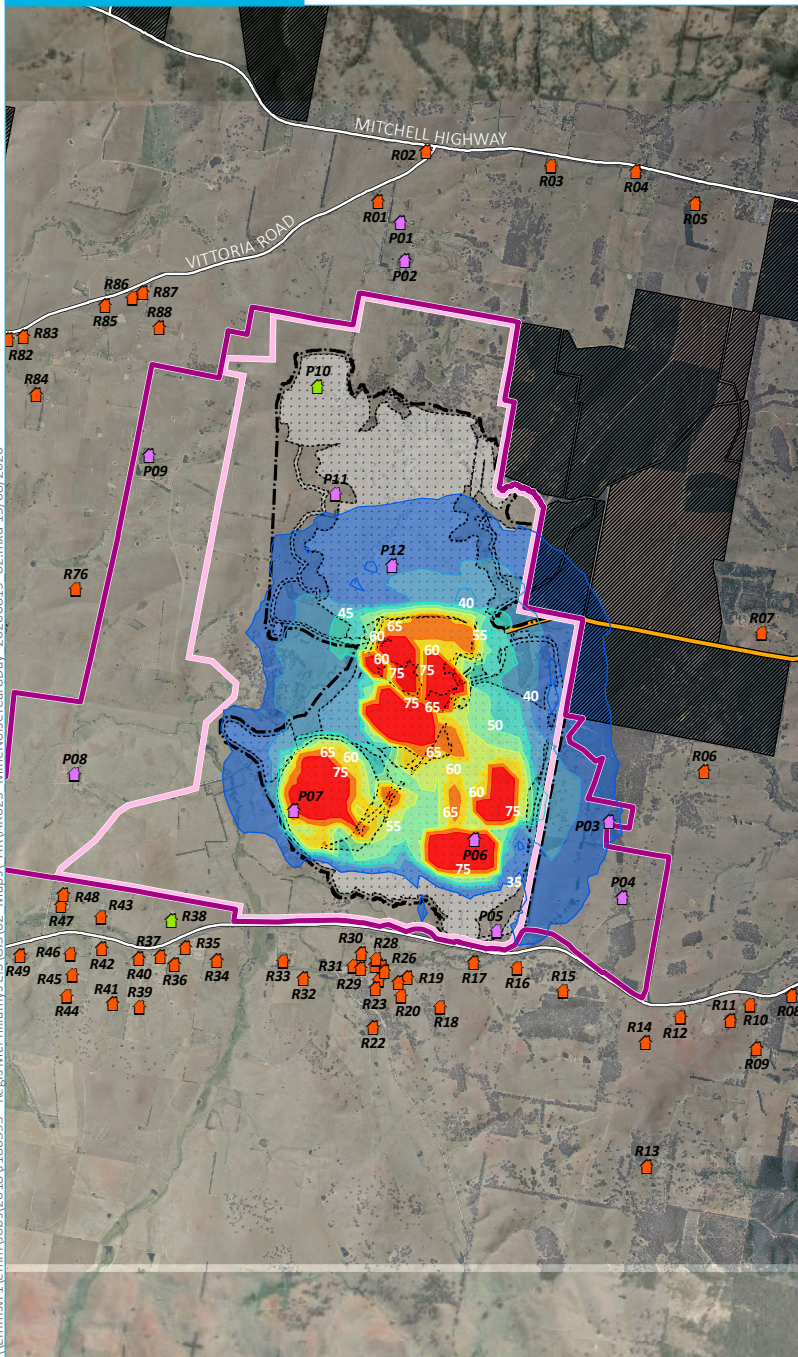 MITCHELL HIGHWAY
R02
R03
R04
R01
R05
P01
VITTORIA ROAD
P02
R86
R87
R85
R88
R83
R82
R84
P10
P09
P11
P12
R76
45
40
65
60
55
R07
60
60
75
75
40
75
65
50
65
60
65
60
75
P08
R06
60
65
75
P07
55
P03
P06
75
35
P04
R48
R47
R43
R38
P05
R37
R35
R30
R28
R46
R42
R49
R40
R36
R34
R33
R31
R26
R17
R16
R45
R29
R19
R32
R15
R44
R41
R39
R23
R20
R18
R11
R10
R08
R22
R14
R12
R09
R13